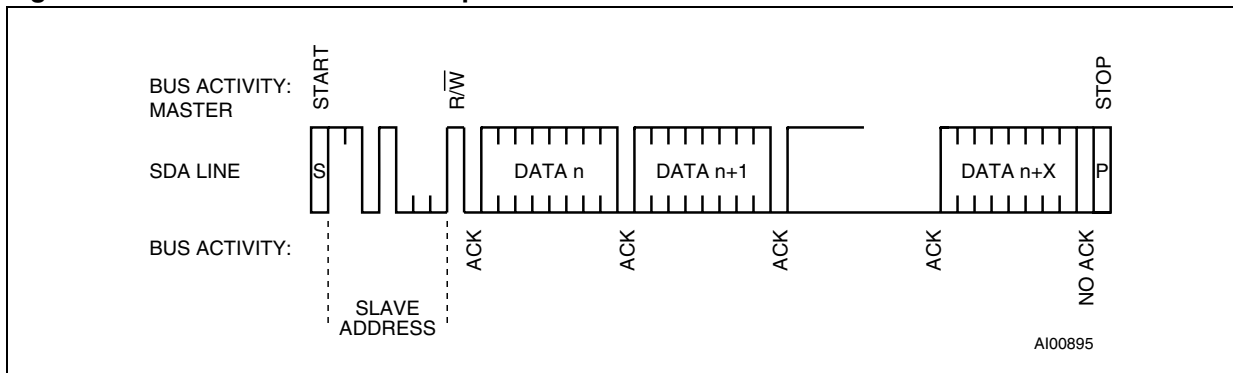 BUS ACTIVITY:
MASTER
START
R/W
STOP
SDA LINE
S
DATA n
DATA n+1
DATA n+X
P
BUS ACTIVITY:
ACK
ACK
ACK
ACK
NO ACK
SLAVE
ADDRESS
AI00895